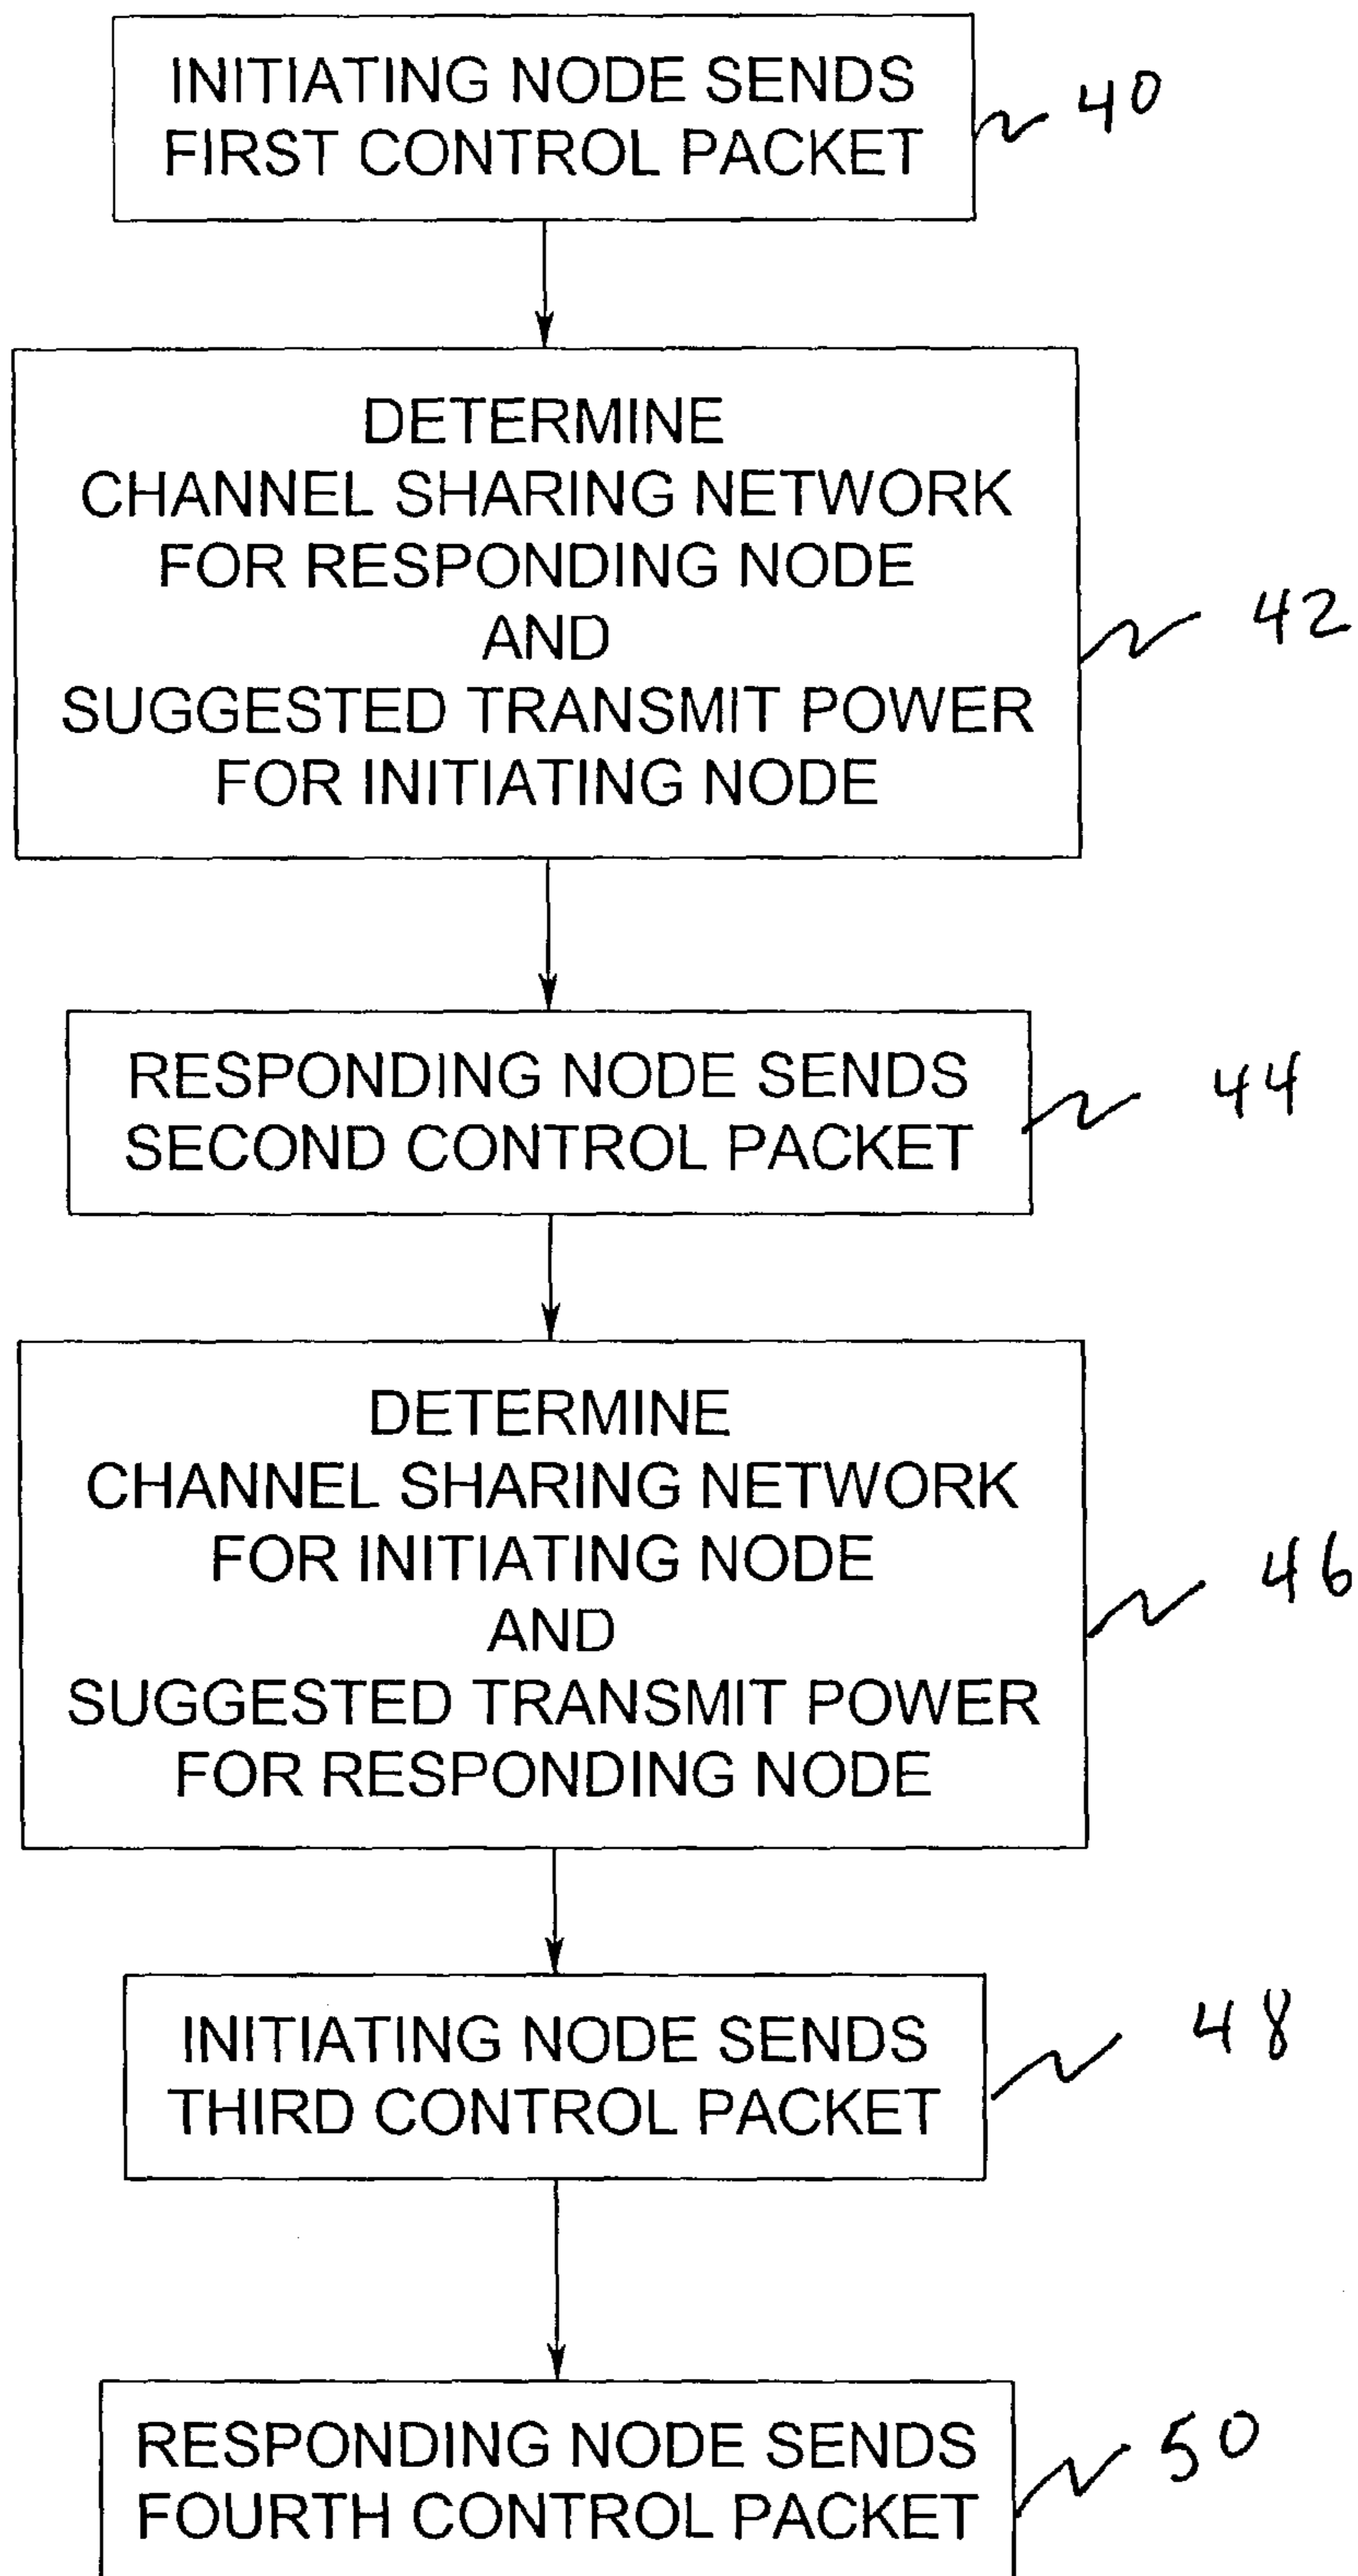 INITIATING NODE SENDS
FIRST CONTROL PACKET
40
DETERMINE
CHANNEL SHARING NETWORK
FOR RESPONDING NODE
AND
SUGGESTED TRANSMIT POWER
FOR INITIATING NODE
42
RESPONDING NODE SENDS
SECOND CONTROL PACKET
44
DETERMINE
CHANNEL SHARING NETWORK
FOR INITIATING NODE
AND
SUGGESTED TRANSMIT POWER
FOR RESPONDING NODE
46
INITIATING NODE SENDS
THIRD CONTROL PACKET
48
RESPONDING NODE SENDS
FOURTH CONTROL PACKET
50